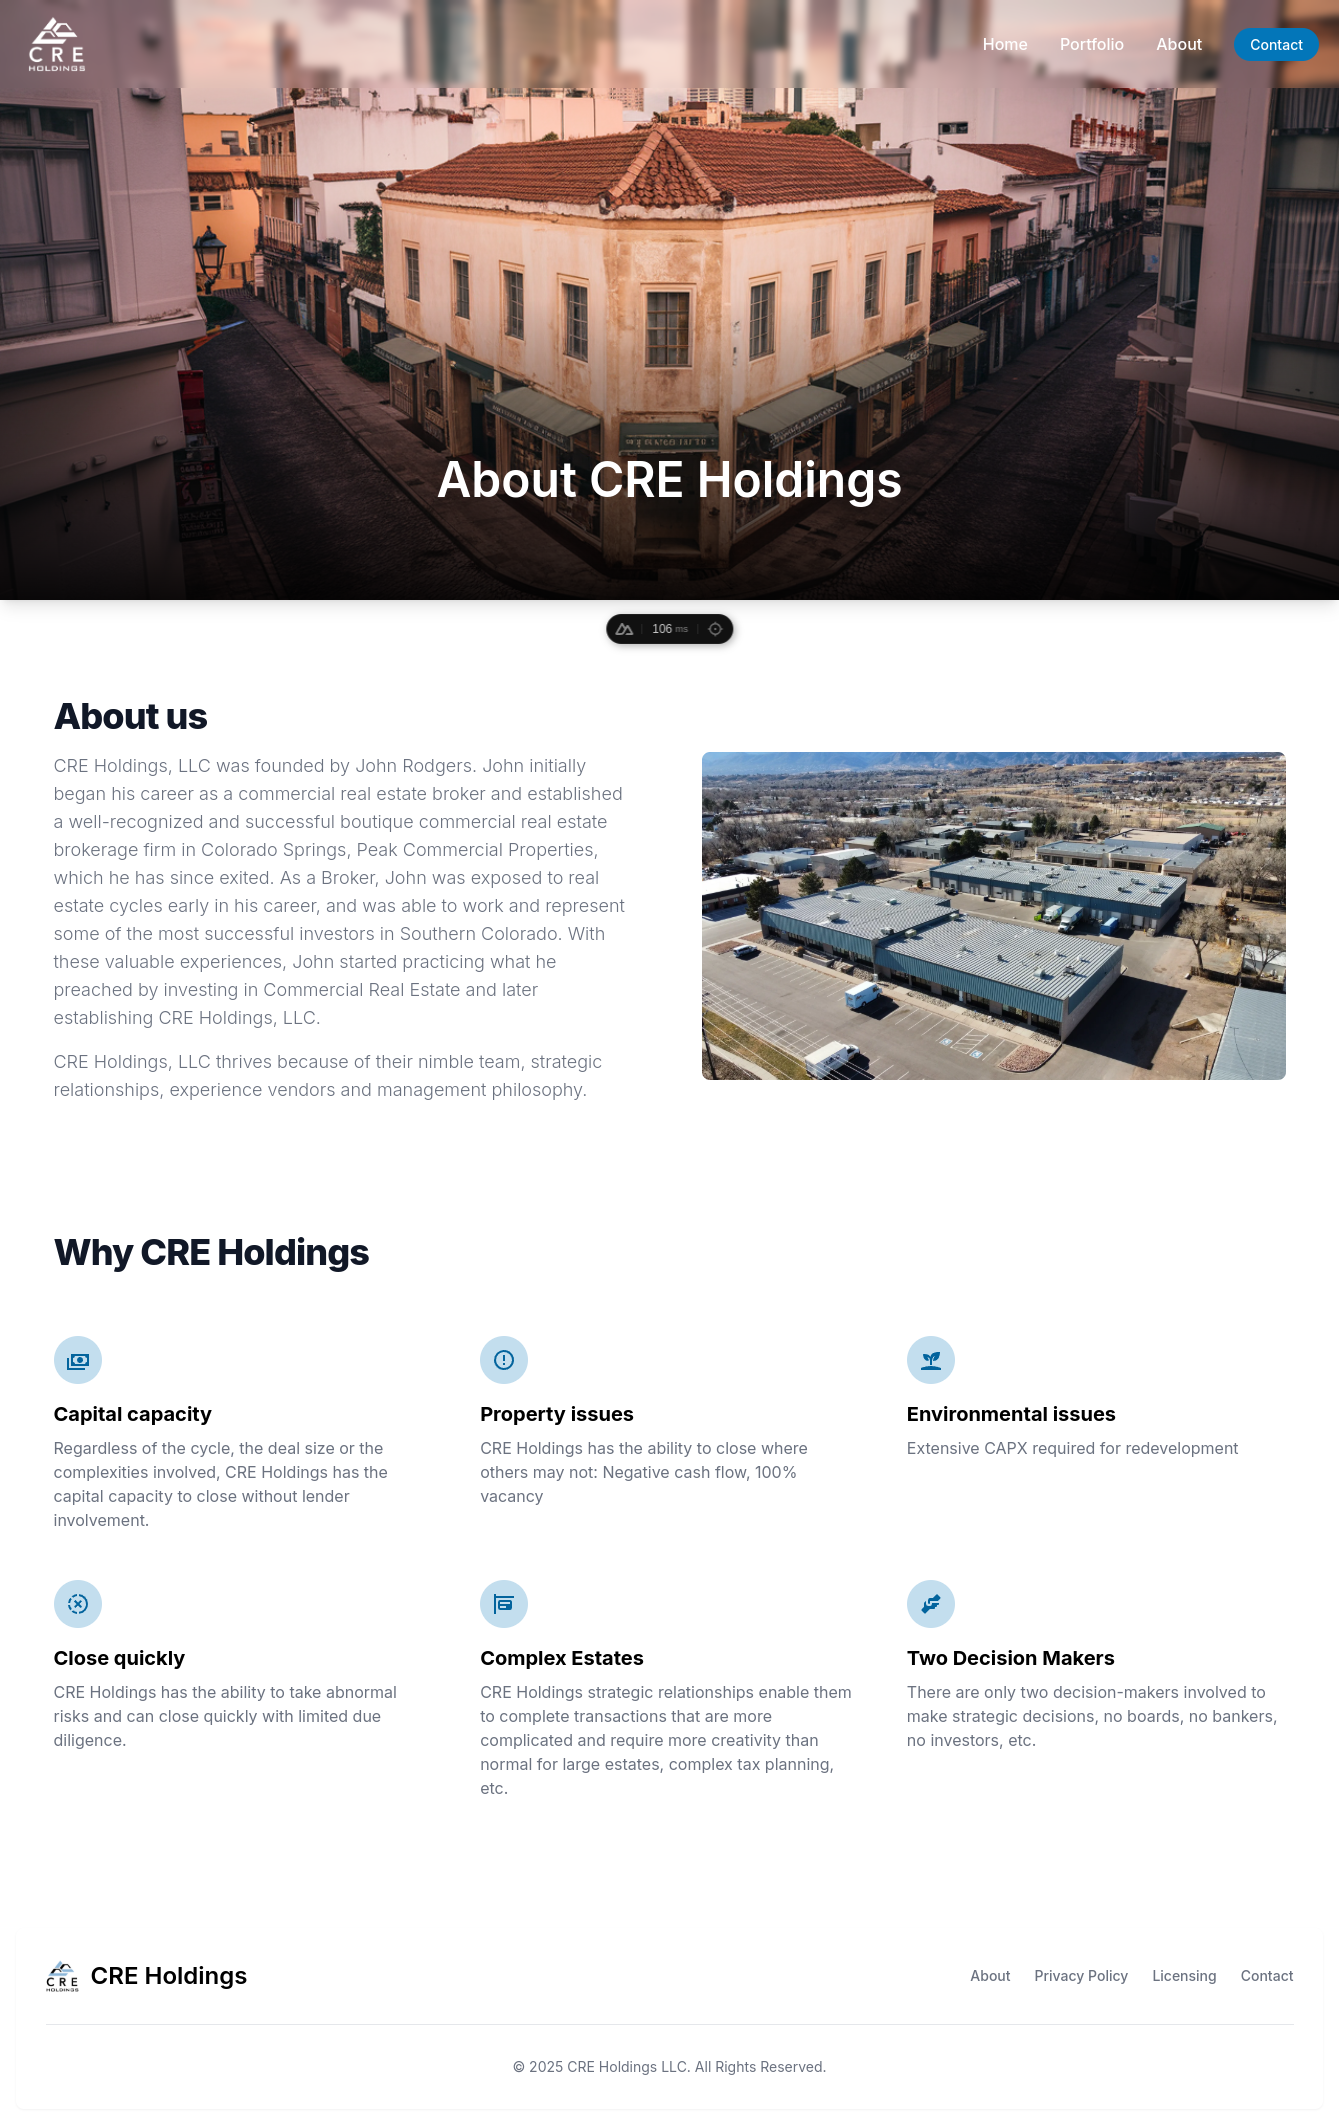 CRE
HOLDINGS
Home
Portfolio
About
Contact
About CRE Holdings
106 ms
About us
CRE Holdings, LLC was founded by John Rodgers. John initially
began his career as a commercial real estate broker and established
a well-recognized and successful boutique commercial real estate
brokerage firm in Colorado Springs, Peak Commercial Properties,
which he has since exited. As a Broker, John was exposed to real
estate cycles early in his career, and was able to work and represent
some of the most successful investors in Southern Colorado. With
these valuable experiences, John started practicing what he
preached by investing in Commercial Real Estate and later
establishing CRE Holdings, LLC.
CRE Holdings, LLC thrives because of their nimble team, strategic
relationships, experience vendors and management philosophy.
Why CRE Holdings
Capital capacity
Regardless of the cycle, the deal size or the
complexities involved, CRE Holdings has the
capital capacity to close without lender
involvement.
Property issues
CRE Holdings has the ability to close where
others may not: Negative cash flow, 100%
vacancy
Environmental issues
Extensive CAPX required for redevelopment
Close quickly
CRE Holdings has the ability to take abnormal
risks and can close quickly with limited due
diligence.
Complex Estates
CRE Holdings strategic relationships enable them
to complete transactions that are more
complicated and require more creativity than
normal for large estates, complex tax planning,
etc.
Two Decision Makers
There are only two decision-makers involved to
make strategic decisions, no boards, no bankers,
no investors, etc.
CRE
HOLDINGS
CRE Holdings
About
Privacy Policy
Licensing
Contact
© 2025 CRE Holdings LLC. All Rights Reserved.